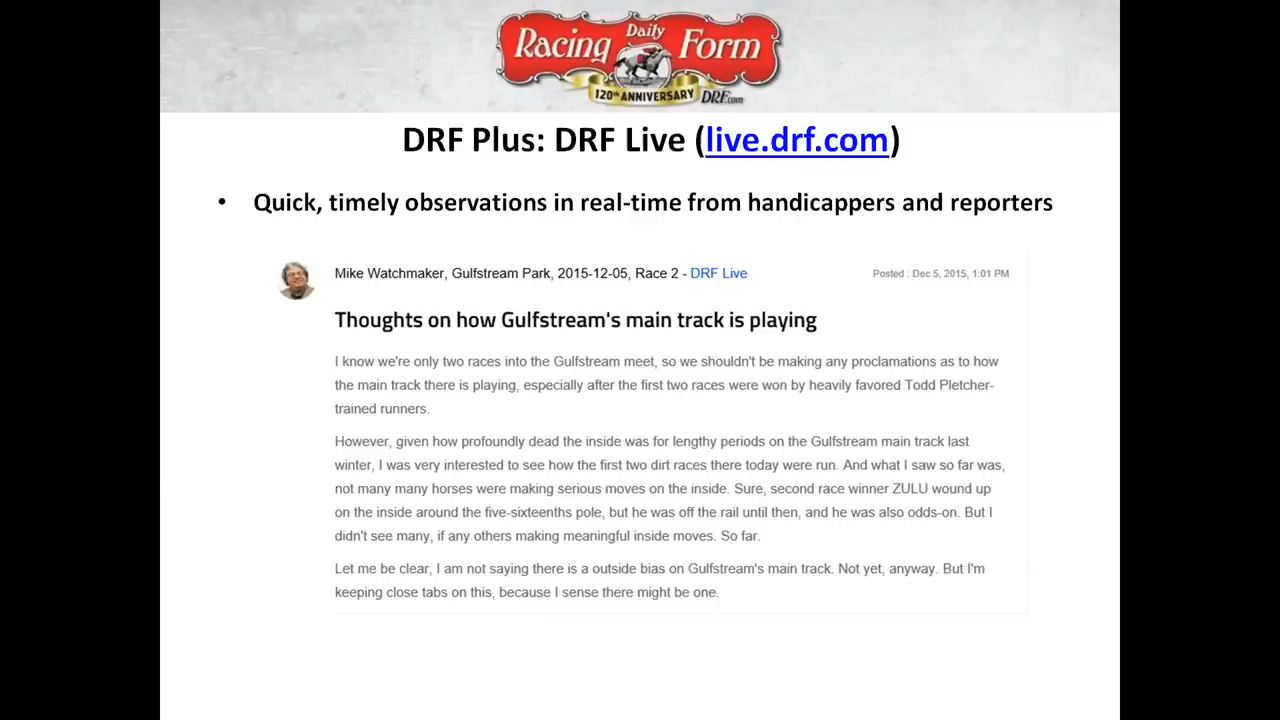 Daily
Racing Form
120th ANNIVERSARY DRF.com
DRF Plus: DRF Live (live.drf.com)
• Quick, timely observations in real-time from handicappers and reporters
Mike Watchmaker, Gulfstream Park, 2015-12-05, Race 2 - DRF Live
Posted : Dec 5, 2015, 1:01 PM
Thoughts on how Gulfstream's main track is playing
I know we're only two races into the Gulfstream meet, so we shouldn't be making any proclamations as to how
the main track there is playing, especially after the first two races were won by heavily favored Todd Pletcher-
trained runners.
However, given how profoundly dead the inside was for lengthy periods on the Gulfstream main track last
winter, I was very interested to see how the first two dirt races there today were run. And what I saw so far was,
not many many horses were making serious moves on the inside. Sure, second race winner ZULU wound up
on the inside around the five-sixteenths pole, but he was off the rail until then, and he was also odds-on. But I
didn't see many, if any others making meaningful inside moves. So far.
Let me be clear, I am not saying there is a outside bias on Gulfstream's main track. Not yet, anyway. But I'm
keeping close tabs on this, because I sense there might be one.